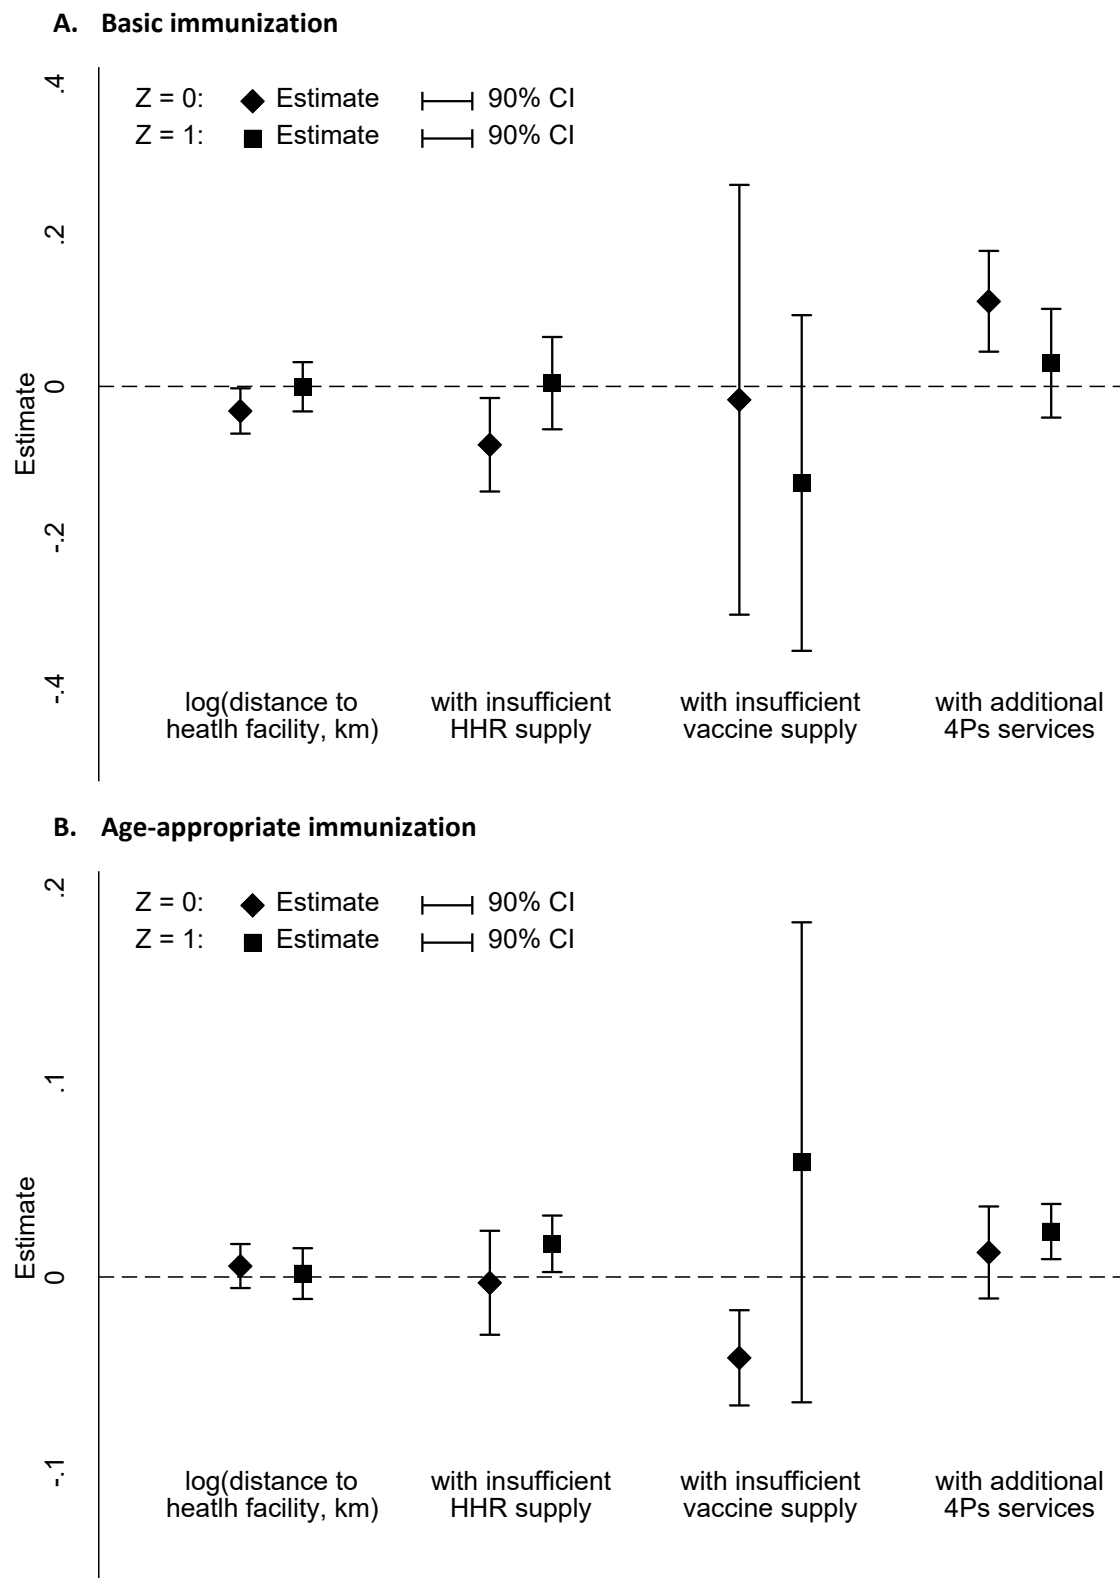 A. Basic immunization
.4
Z = 0: Estimate 90% CI
Z = 1: Estimate 90% CI
.2
0
Estimate
-.2
-.4
log(distance to
heatlh facility, km)
with insufficient
HHR supply
with insufficient
vaccine supply
with additional
4Ps services
B. Age-appropriate immunization
.2
Z = 0: Estimate 90% CI
Z = 1: Estimate 90% CI
.1
Estimate
0
-.1
log(distance to
heatlh facility, km)
with insufficient
HHR supply
with insufficient
vaccine supply
with additional
4Ps services